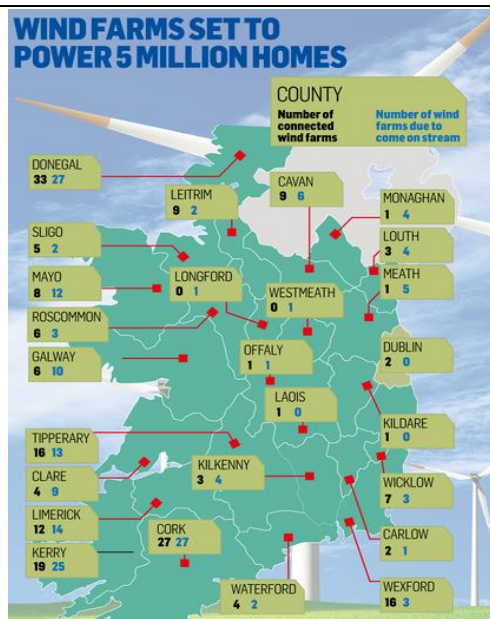 WIND FARMS SET TO
POWER 5 MILLION HOMES
COUNTY
Number of
connected
wind farms
Number of wind
farms due to
come on stream
DONEGAL
33 27
LEITRIM
9 2
CAVAN
9 6
MONAGHAN
1 4
SLIGO
5 2
LOUTH
3 4
MAYO
8 12
LONGFORD
0 1
WESTMEATH
0 1
MEATH
1 5
ROSCOMMON
6 3
GALWAY
6 10
OFFALY
1 1
DUBLIN
2 0
LAOIS
1 0
KILDARE
1 0
TIPPERARY
16 13
CLARE
4 9
KILKENNY
3 4
WICKLOW
7 3
LIMERICK
12 14
CORK
27 27
CARLOW
2 1
KERRY
19 25
WATERFORD
4 2
WEXFORD
16 3